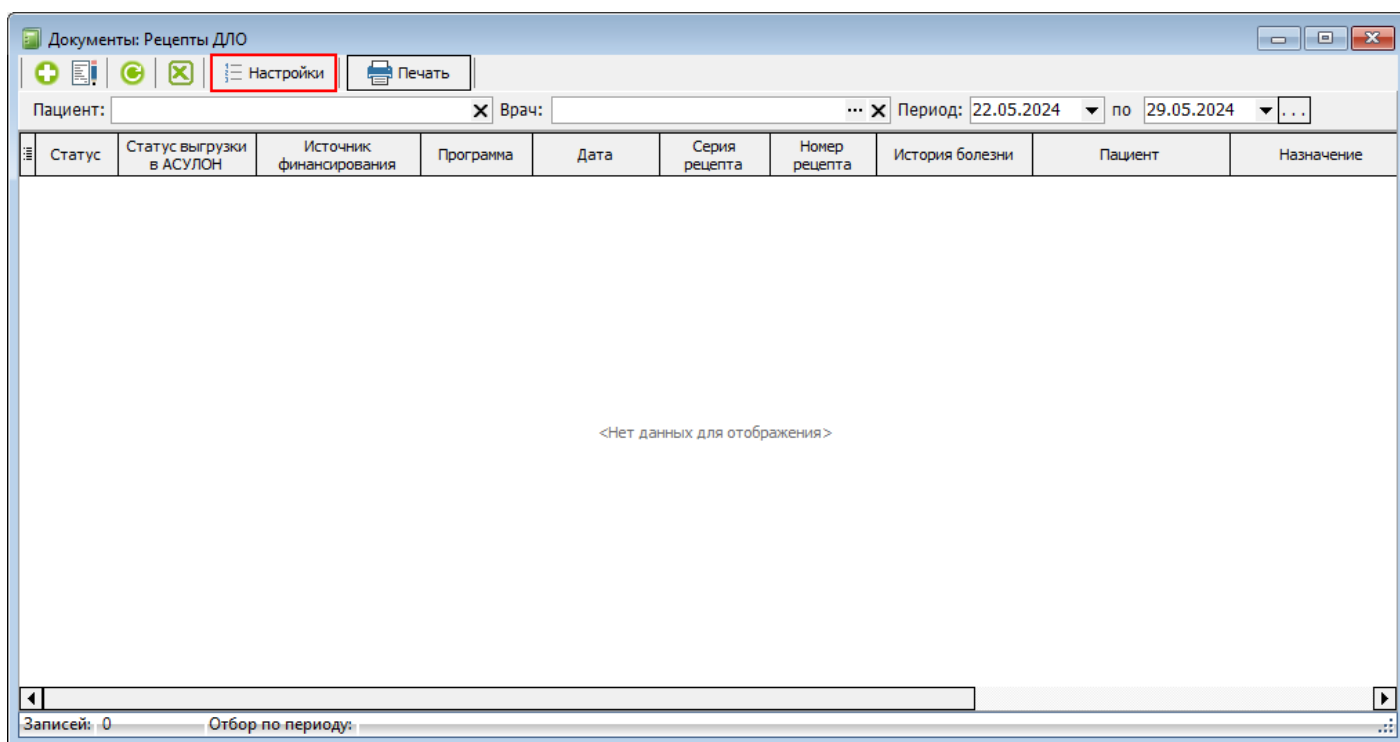 Документы: Рецепты ДЛО
Настройки Печать
Пациент: Врач: ... Период: 22.05.2024 по 29.05.2024 ...
Статус Статус выгрузки в АСУЛОН Источник финансирования Программа Дата Серия рецепта Номер рецепта История болезни Пациент Назначение
<Нет данных для отображения>
Записей: 0 Отбор по периоду: